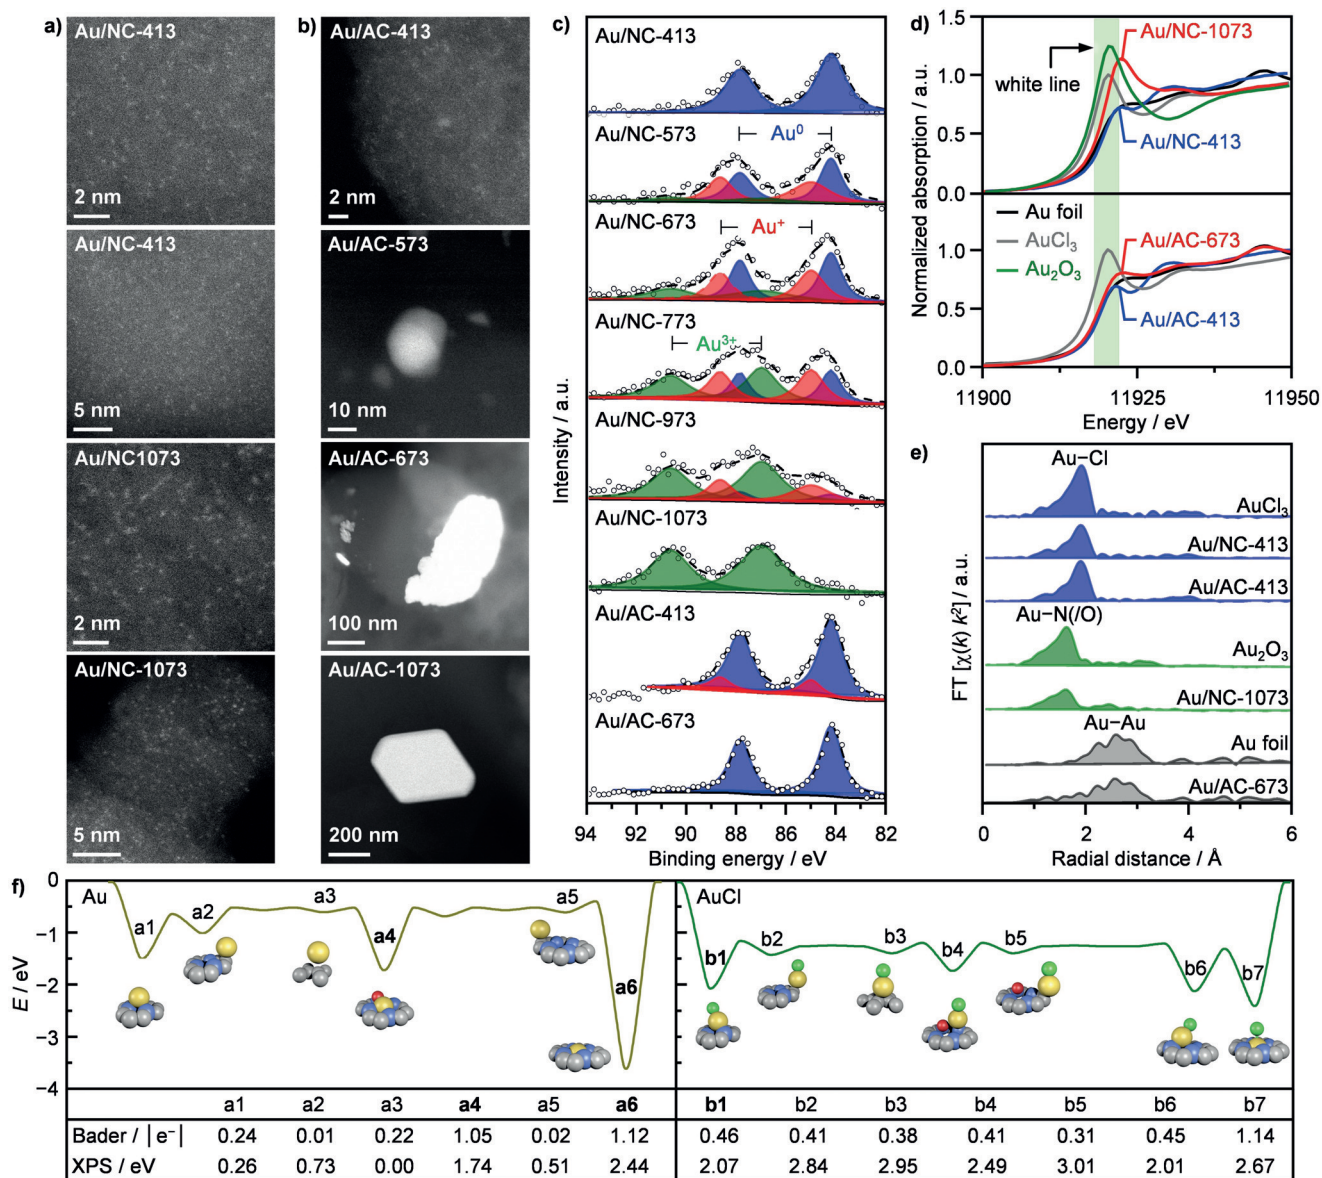 a)
Au/NC-413
2 nm
Au/NC-413
5 nm
Au/NC1073
2 nm
Au/NC-1073
5 nm
b)
Au/AC-413
2 nm
Au/AC-573
10 nm
Au/AC-673
100 nm
Au/AC-1073
200 nm
c)
Au/NC-413
Au/NC-573
Au⁰
Au/NC-673
Au⁺
Au/NC-773
Au³⁺
Au/NC-973
Au/NC-1073
Au/AC-413
Au/AC-673
Intensity / a.u.
94 92 90 88 86 84 82
Binding energy / eV
d)
1.5
1.0
0.5
0.0
Au/NC-1073
white line
Au/NC-413
Normalized absorption / a.u.
Au foil
AuCl₃
Au₂O₃
Au/AC-673
Au/AC-413
1.0
0.5
0.0
11900 11925 11950
Energy / eV
e)
Au–Cl
AuCl₃
Au/NC-413
Au/AC-413
Au–N(/O)
Au₂O₃
Au/NC-1073
Au–Au
Au foil
Au/AC-673
FT [χ(k) k²] / a.u.
0 2 4 6
Radial distance / Å
f)
E / eV
0
−1
−2
−3
−4
Au
a1
a2
a3
a4
a5
a6
AuCl
b1
b2
b3
b4
b5
b6
b7
a1 a2 a3 a4 a5 a6 b1 b2 b3 b4 b5 b6 b7
Bader / |e⁻| 0.24 0.01 0.22 1.05 0.02 1.12 0.46 0.41 0.38 0.41 0.31 0.45 1.14
XPS / eV 0.26 0.73 0.00 1.74 0.51 2.44 2.07 2.84 2.95 2.49 3.01 2.01 2.67